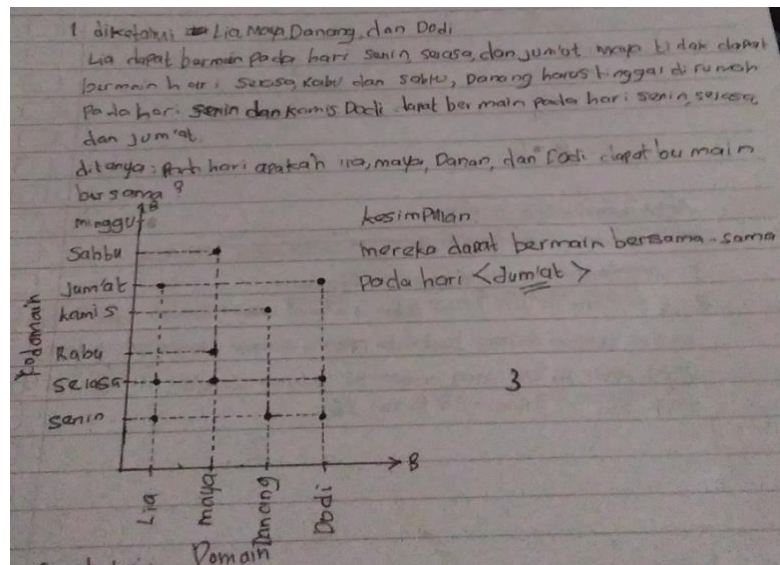 1 diketahui Lia, Maya, Danang, dan Dodi
Lia dapat bermain pada hari senin, selasa, dan jum'at maya tidak dapat
bermain hari selasa, Rabu dan sabtu, Danang harus tinggal di rumah
Pada hari Senin dan kamis Dodi dapat bermain pada hari senin, selasa,
dan jum'at.
ditanya: hari apakah lia, maya, Danan, dan Dodi dapat bermain
bersama?
B
minggu
Sabtu
Jum'at
kamis
Rabu
selasa
senin
kodomain
B
Lia
maya
Danang
Dodi
Domain
kesimpulan
mereka dapat bermain bersama-sama
pada hari <Jum'at>
3